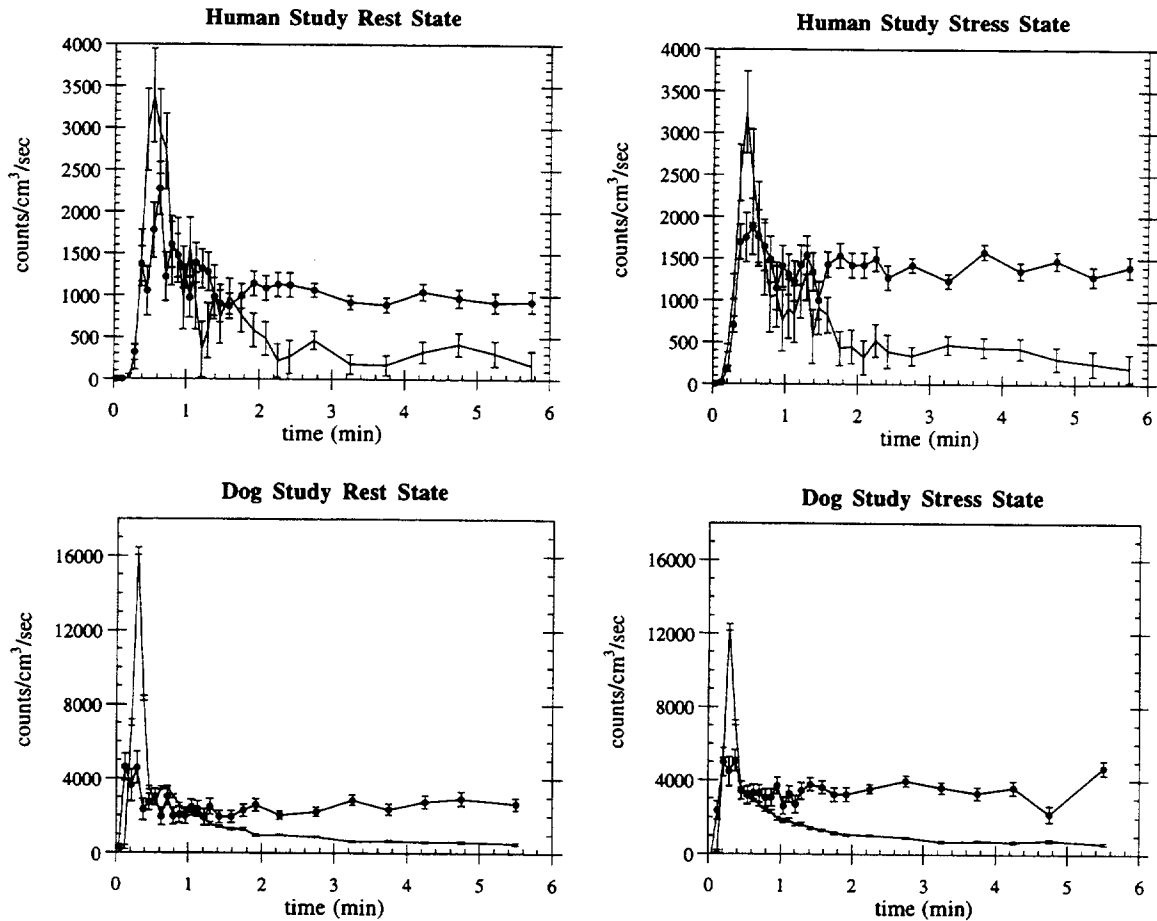 Human Study Rest State
counts/cm³/sec
4000
3500
3000
2500
2000
1500
1000
500
0
0 1 2 3 4 5 6
time (min)
Human Study Stress State
counts/cm³/sec
4000
3500
3000
2500
2000
1500
1000
500
0
0 1 2 3 4 5 6
time (min)
Dog Study Rest State
counts/cm³/sec
16000
12000
8000
4000
0
0 1 2 3 4 5 6
time (min)
Dog Study Stress State
counts/cm³/sec
16000
12000
8000
4000
0
0 1 2 3 4 5 6
time (min)